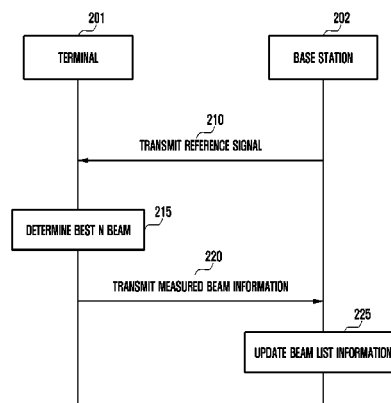 201
202
TERMINAL
BASE STATION
210
TRANSMIT REFERENCE SIGNAL
DETERMINE BEST N BEAM
215
220
TRANSMIT MEASURED BEAM INFORMATION
225
UPDATE BEAM LIST INFORMATION